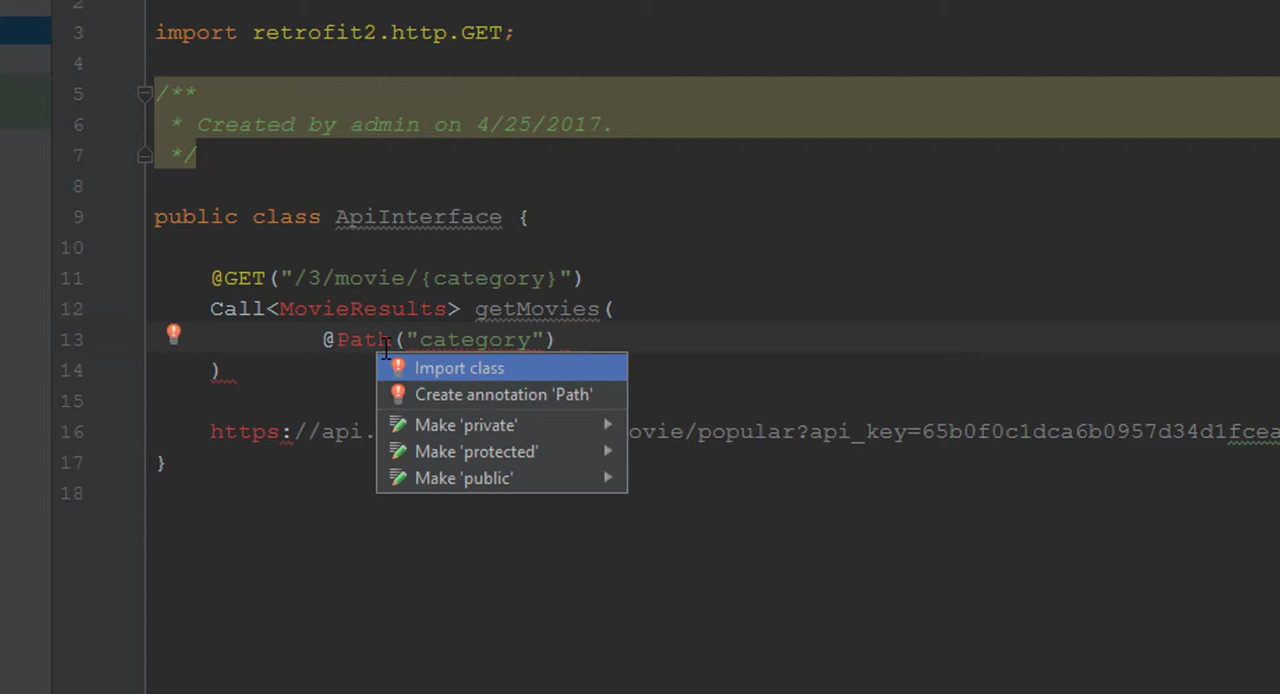 2
3 import retrofit2.http.GET;
4
5 /**
6 * Created by admin on 4/25/2017.
7 */
8
9 public class ApiInterface {
10
11 @GET("/3/movie/{category}")
12 Call<MovieResults> getMovies(
13 @Path("category")
Import class
14 )
Create annotation 'Path'
15
Make 'private'
16 https://api. ovie/popular?api_key=65b0f0c1dca6b0957d34d1fcea
Make 'protected'
17 }
Make 'public'
18